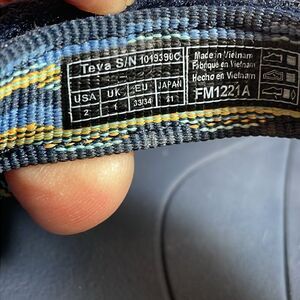 Teva S/N 1019390C
USA UK EU JAPAN
2 1 33/34 21
Made in Vietnam
Fabriqué en Vietnam
Hecho en Vietnam
FM1221A